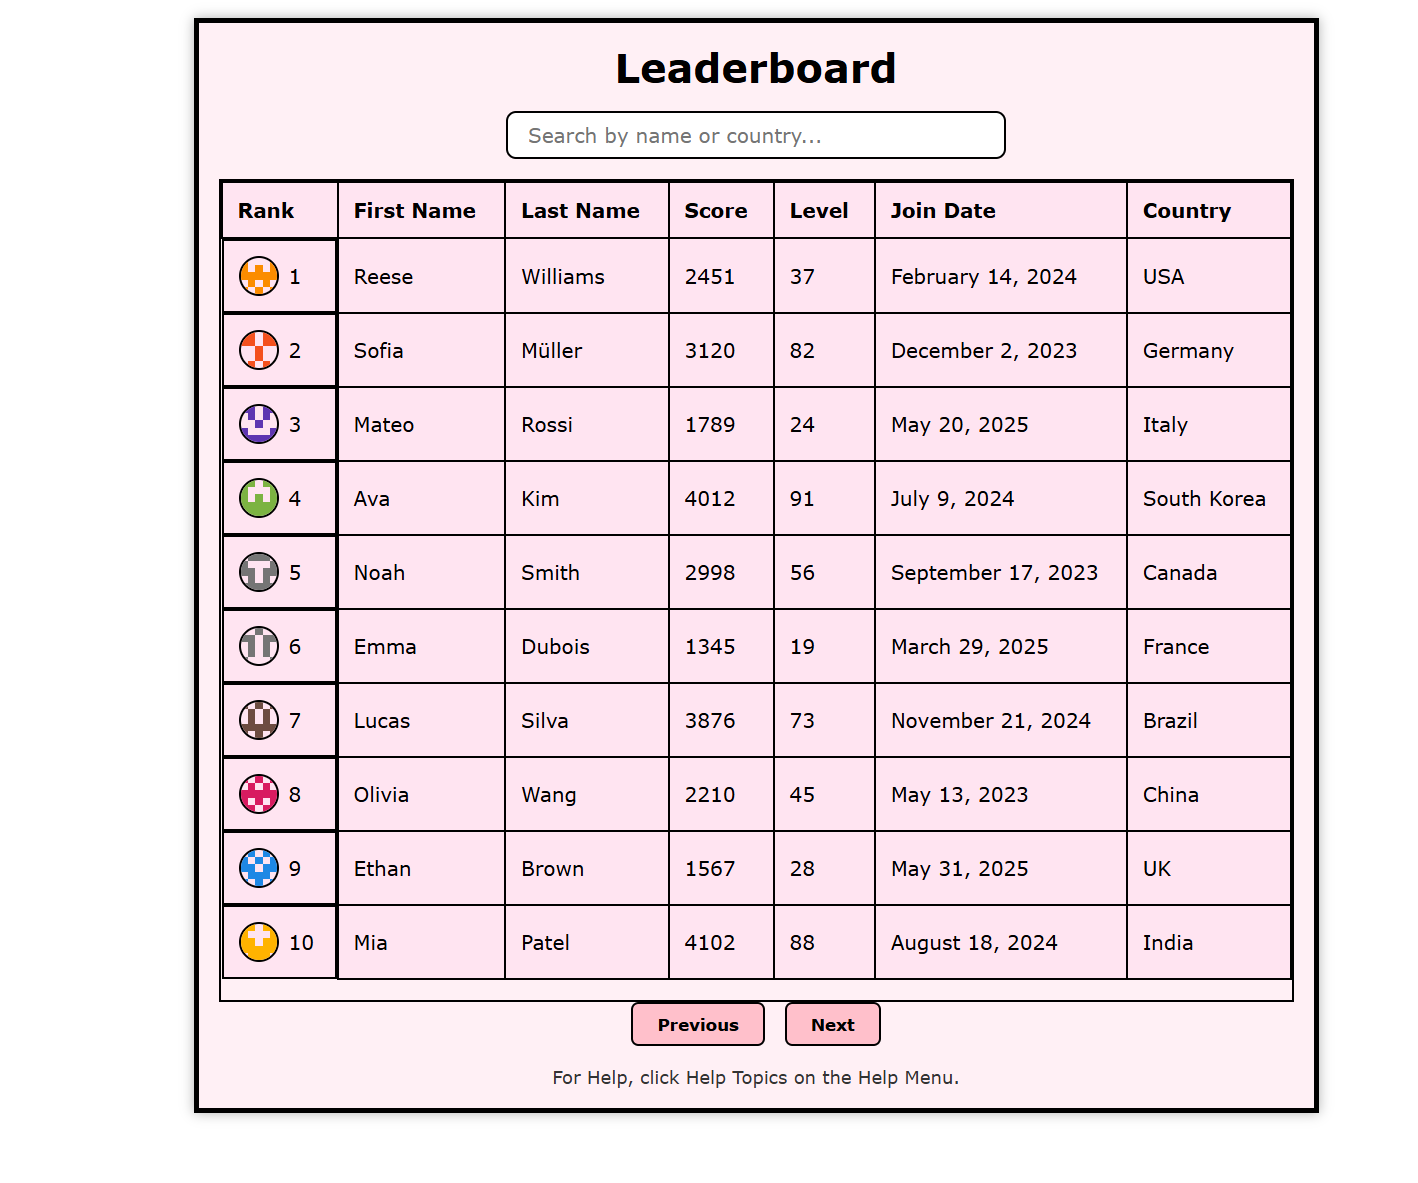 Leaderboard
Search by name or country...
Rank First Name Last Name Score Level Join Date Country
1 Reese Williams 2451 37 February 14, 2024 USA
2 Sofia Müller 3120 82 December 2, 2023 Germany
3 Mateo Rossi 1789 24 May 20, 2025 Italy
4 Ava Kim 4012 91 July 9, 2024 South Korea
5 Noah Smith 2998 56 September 17, 2023 Canada
6 Emma Dubois 1345 19 March 29, 2025 France
7 Lucas Silva 3876 73 November 21, 2024 Brazil
8 Olivia Wang 2210 45 May 13, 2023 China
9 Ethan Brown 1567 28 May 31, 2025 UK
10 Mia Patel 4102 88 August 18, 2024 India
Previous Next
For Help, click Help Topics on the Help Menu.